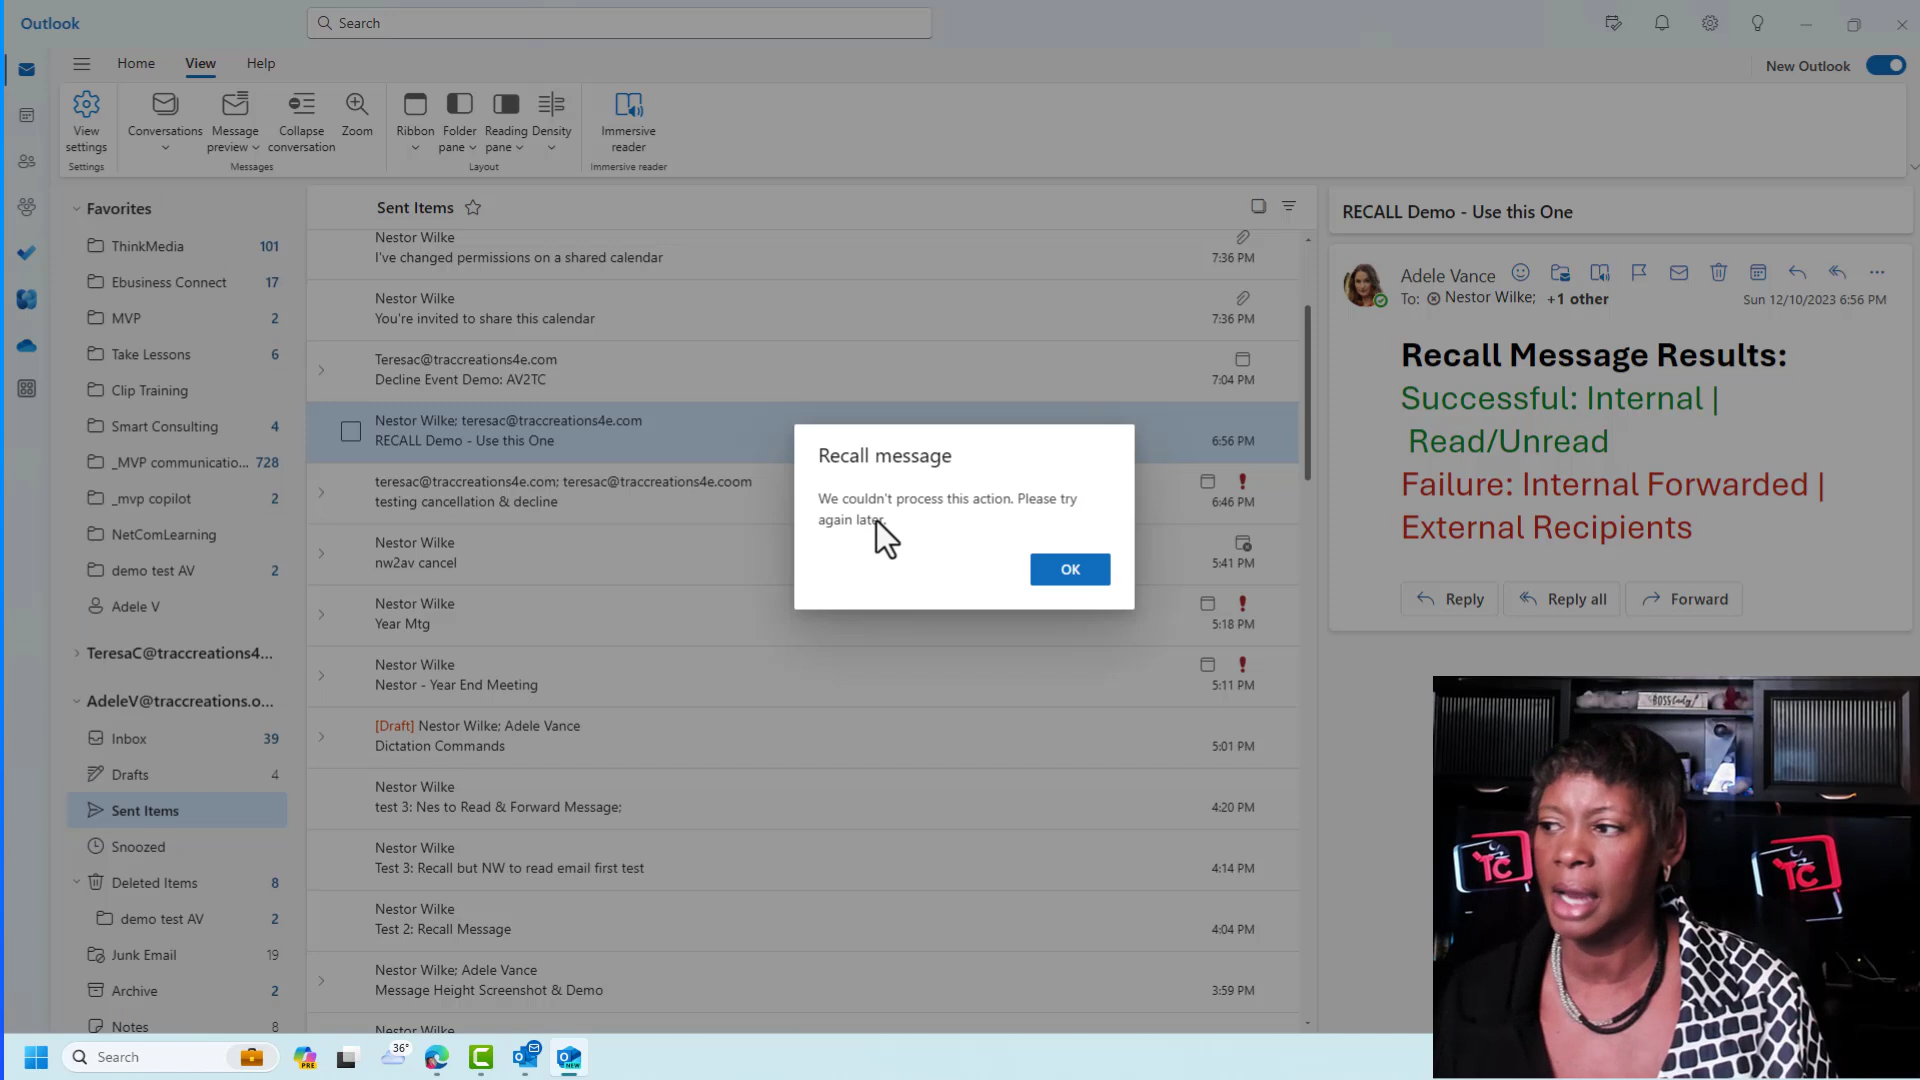 Outlook
Search
Home
View
Help
New Outlook
View settings
Conversations
Message preview
Collapse conversation
Zoom
Ribbon
Folder pane
Reading pane
Density
Immersive reader
Settings
Messages
Layout
Immersive reader
Favorites
ThinkMedia 101
Ebusiness Connect 17
MVP 2
Take Lessons 6
Clip Training
Smart Consulting 4
_MVP communicatio... 728
_mvp copilot 2
NetComLearning
demo test AV 2
Adele V
TeresaC@traccreations4...
AdeleV@traccreations.o...
Inbox 39
Drafts 4
Sent Items
Snoozed
Deleted Items 8
demo test AV 2
Junk Email 19
Archive 2
Notes 8
Sent Items
Nestor Wilke
I've changed permissions on a shared calendar 7:36 PM
Nestor Wilke
You're invited to share this calendar 7:36 PM
Teresac@traccreations4e.com
Decline Event Demo: AV2TC 7:04 PM
Nestor Wilke; teresac@traccreations4e.com
RECALL Demo - Use this One 6:56 PM
teresac@traccreations4e.com; teresac@traccreations4e.coom
testing cancellation & decline 6:46 PM
Nestor Wilke
nw2av cancel 5:41 PM
Nestor Wilke
Year Mtg 5:18 PM
Nestor Wilke
Nestor - Year End Meeting 5:11 PM
[Draft] Nestor Wilke; Adele Vance
Dictation Commands 5:01 PM
Nestor Wilke
test 3: Nes to Read & Forward Message; 4:20 PM
Nestor Wilke
Test 3: Recall but NW to read email first test 4:14 PM
Nestor Wilke
Test 2: Recall Message 4:04 PM
Nestor Wilke; Adele Vance
Message Height Screenshot & Demo 3:59 PM
Nestor Wilke
Recall message
We couldn't process this action. Please try
again later.
OK
RECALL Demo - Use this One
Adele Vance
To: Nestor Wilke; +1 other
Sun 12/10/2023 6:56 PM
Recall Message Results:
Successful: Internal |
Read/Unread
Failure: Internal Forwarded |
External Recipients
Reply
Reply all
Forward
BOSSlady!
TC
TC
Search
PRE
36°
NEW